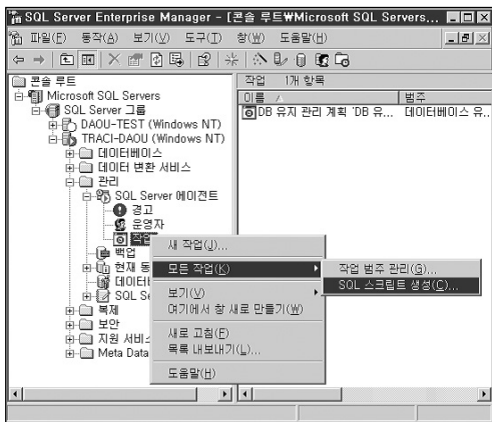 SQL Server Enterprise Manager - [콘솔 루트₩Microsoft SQL Servers...
파일(F) 동작(A) 보기(V) 도구(T) 창(W) 도움말(H)
콘솔 루트
Microsoft SQL Servers
SQL Server 그룹
DAOU-TEST (Windows NT)
TRACI-DAOU (Windows NT)
데이터베이스
데이터 변환 서비스
관리
SQL Server 에이전트
경고
운영자
작업
백업
현재 동
데이터
SQL Se
복제
보안
지원 서비
Meta Data
작업 1개 항목
이름 범주
DB 유지 관리 계획 'DB 유... 데이터베이스 유...
새 작업(J)...
모든 작업(K)
보기(V)
여기에서 창 새로 만들기(W)
새로 고침(F)
목록 내보내기(L)...
도움말(H)
작업 범주 관리(G)...
SQL 스크립트 생성(C)...